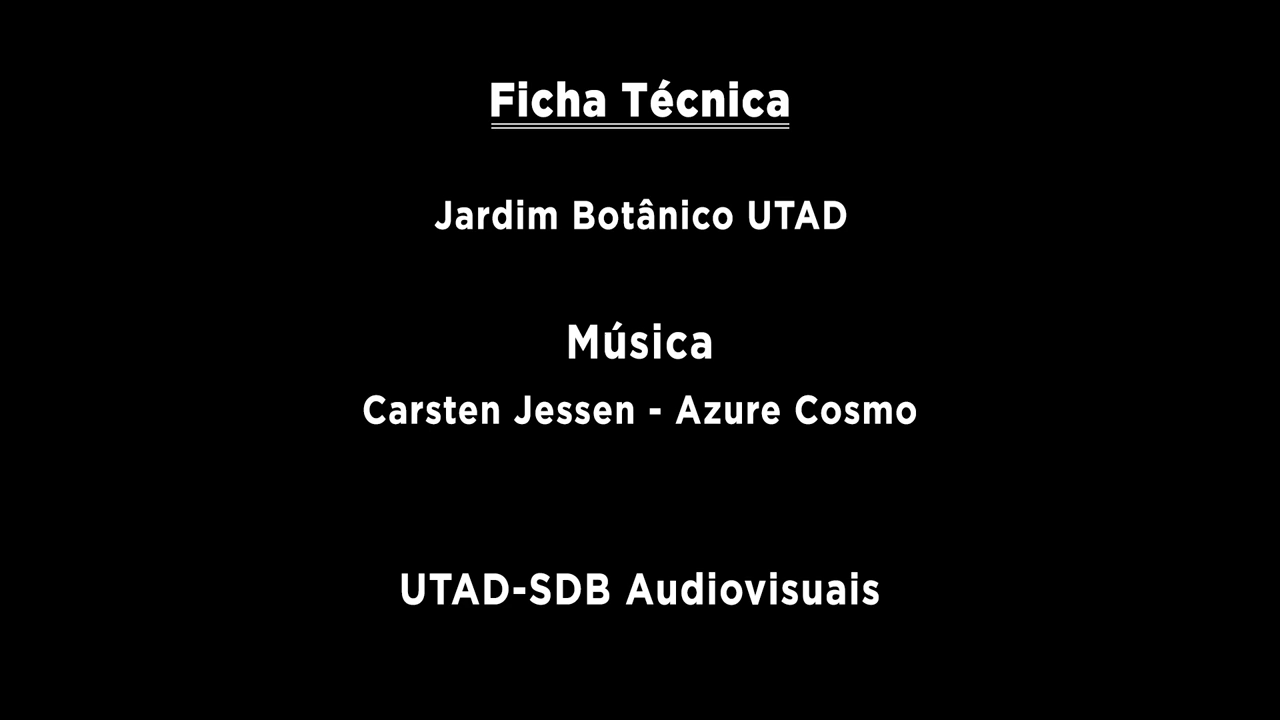 Ficha Técnica
Jardim Botânico UTAD
Música
Carsten Jessen - Azure Cosmo
UTAD-SDB Audiovisuais